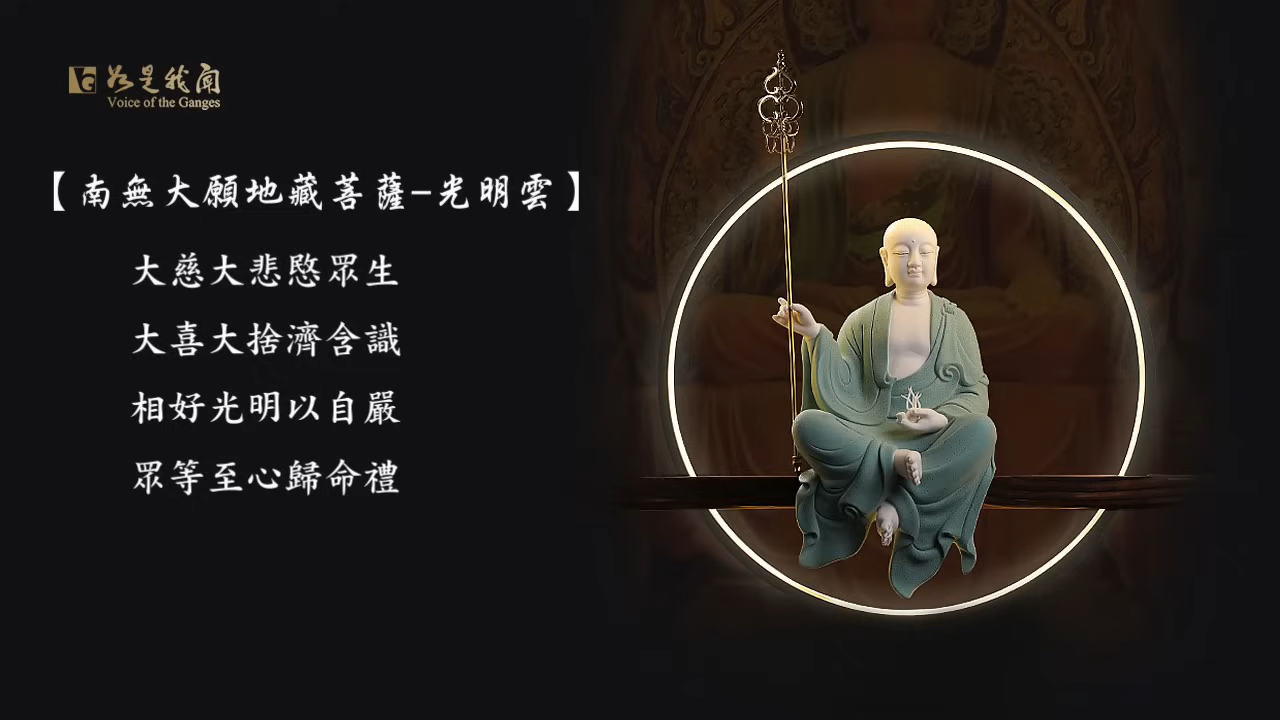 如是我聞
Voice of the Ganges
【南無大願地藏菩薩-光明雲】
大慈大悲愍眾生
大喜大捨濟含識
相好光明以自嚴
眾等至心歸命禮